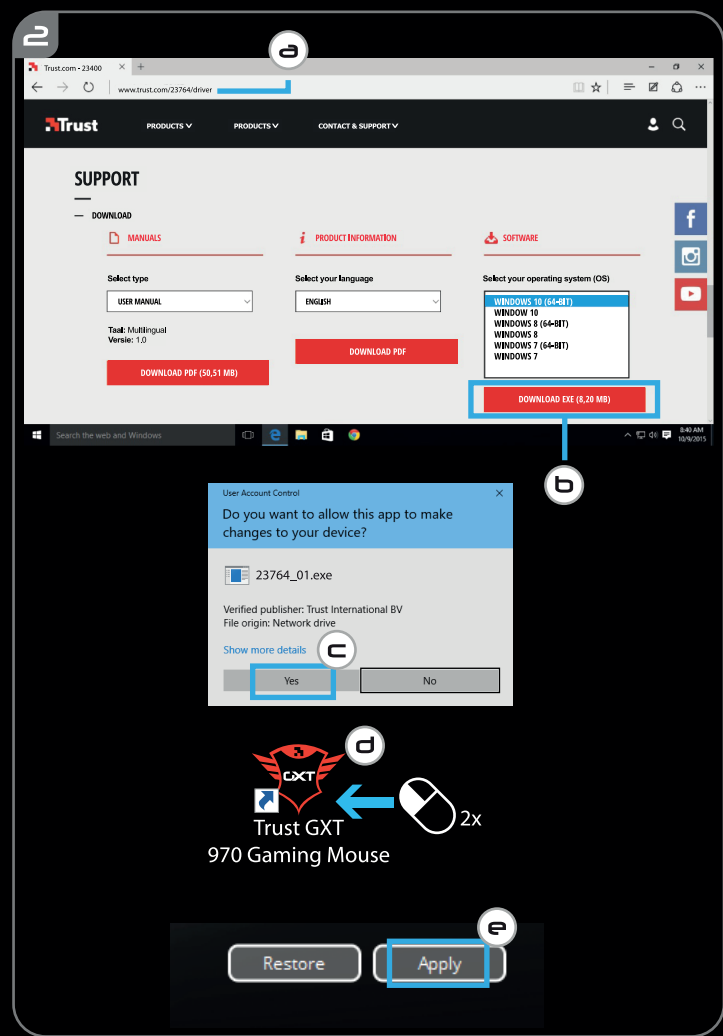 2
a
Trust.com - 23400
www.trust.com/23764/driver
Trust PRODUCTS PRODUCTS CONTACT & SUPPORT
SUPPORT
DOWNLOAD
MANUALS
Select type
USER MANUAL
Taal: Multilingual
Versie: 1.0
DOWNLOAD PDF (50,51 MB)
PRODUCT INFORMATION
Select your language
ENGLISH
DOWNLOAD PDF
SOFTWARE
Select your operating system (OS)
WINDOWS 10 (64-BIT)
WINDOW 10
WINDOWS 8 (64-BIT)
WINDOWS 8
WINDOWS 7 (64-BIT)
WINDOWS 7
DOWNLOAD EXE (8,20 MB)
f
Search the web and Windows
8:40 AM
10/9/2015
b
User Account Control
Do you want to allow this app to make
changes to your device?
23764_01.exe
Verified publisher: Trust International BV
File origin: Network drive
Show more details
c
Yes No
d
GXT
2x
Trust GXT
970 Gaming Mouse
e
Restore Apply